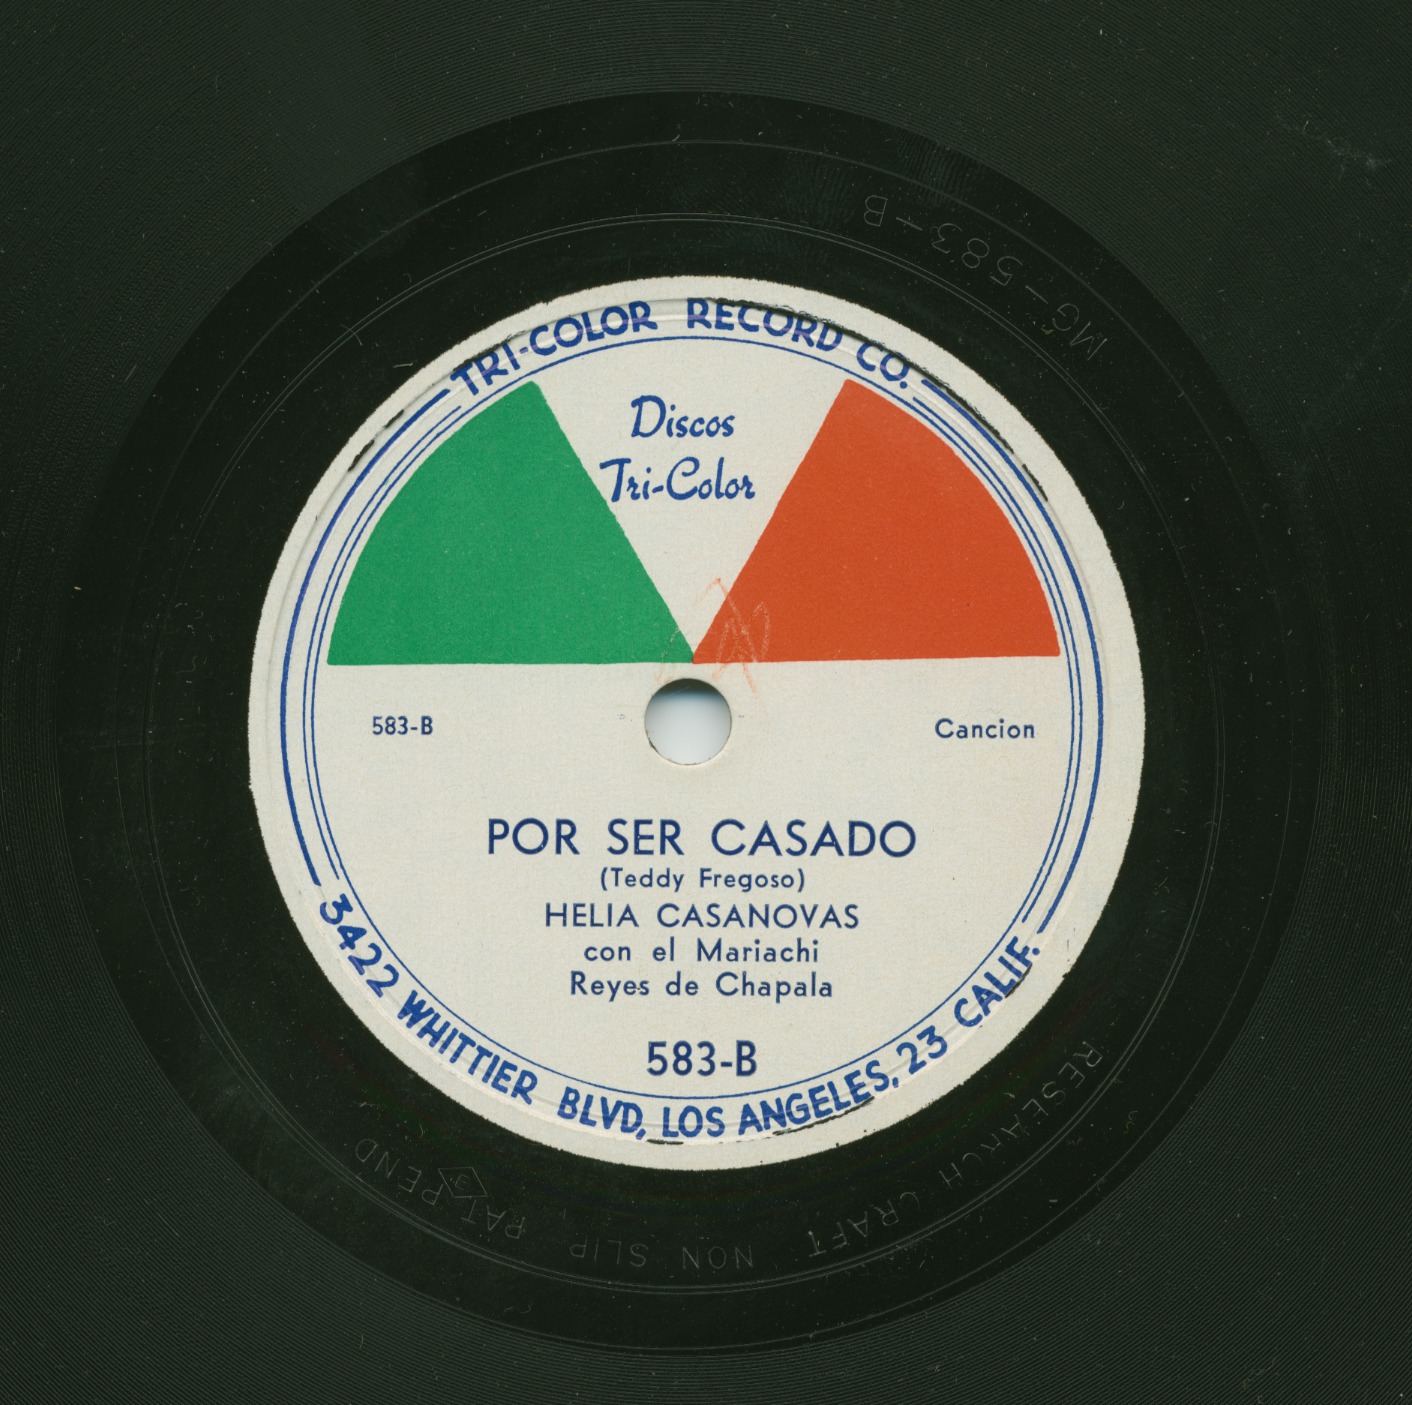 TRI-COLOR RECORD CO.
Discos
Tri-Color
583-B
Cancion
POR SER CASADO
(Teddy Fregoso)
HELIA CASANOVAS
con el Mariachi
Reyes de Chapala
583-B
3422 WHITTIER BLVD, LOS ANGELES, 23 CALIF.
MG-583-B
RESEARCH CRAFT NON SLIP PAT PEND